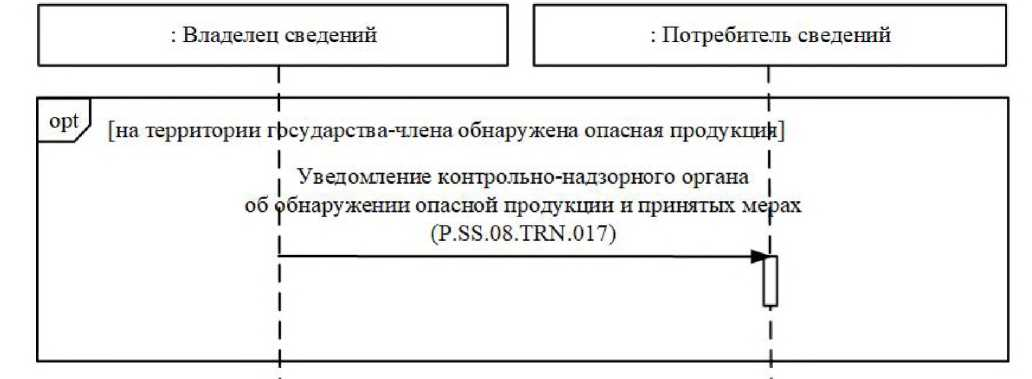 : Владелец сведений
: Потребитель сведений
opt
[на территории государства-члена обнаружена опасная продукция]
Уведомление контрольно-надзорного органа
об обнаружении опасной продукции и принятых мерах
(P.SS.08.TRN.017)